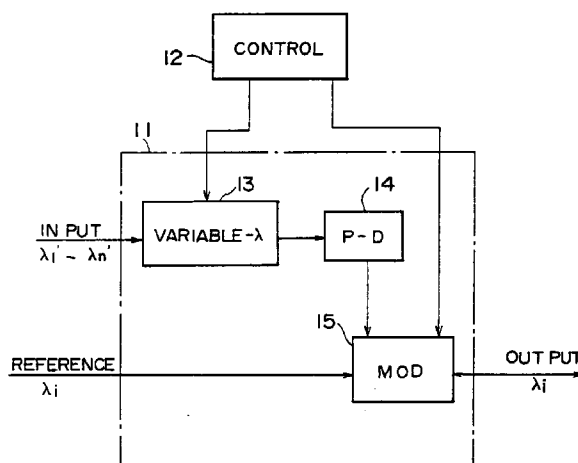 CONTROL
12
11
13
14
IN PUT
λ1' ~ λn'
VARIABLE-λ
P-D
15
REFERENCE
λi
MOD
OUT PUT
λi